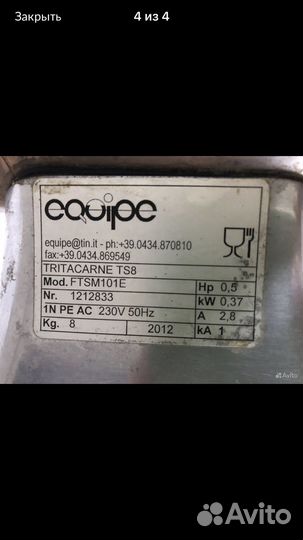 Закрыть
4 из 4
equipe
equipe@tin.it - ph:+39.0434.870810
fax:+39.0434.869549
TRITACARNE TS8
Mod. FTSM101E
Hp 0,5
Nr. 1212833
kW 0,37
1N PE AC 230V 50Hz
A 2,8
Kg. 8
2012
kA 1
Avito
Avito